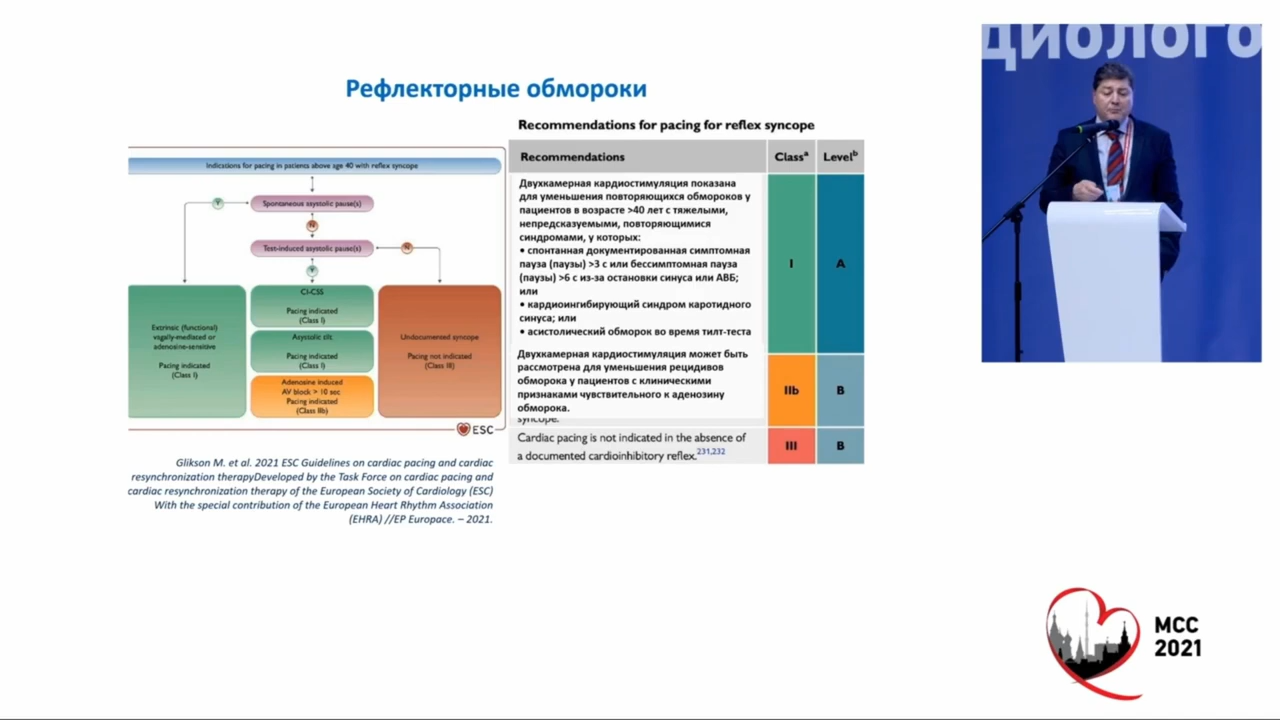 диолого
Рефлекторные обмороки
Indications for pacing in patients above age 40 with reflex syncope
Y
Spontaneous asystolic pause(s)
N
Test-induced asystolic pause(s)
N
Y
Extrinsic (functional)
vagally-mediated or
adenosine-sensitive
Pacing indicated
(Class I)
CI-CSS
Pacing indicated
(Class I)
Asystolic tilt
Pacing indicated
(Class I)
Adenosine induced
AV block > 10 sec
Pacing indicated
(Class IIb)
Undocumented syncope
Pacing not indicated
(Class III)
ESC
Glikson M. et al. 2021 ESC Guidelines on cardiac pacing and cardiac
resynchronization therapyDeveloped by the Task Force on cardiac pacing and
cardiac resynchronization therapy of the European Society of Cardiology (ESC)
With the special contribution of the European Heart Rhythm Association
(EHRA) //EP Europace. – 2021.
Recommendations for pacing for reflex syncope
Recommendations Classᵃ Levelᵇ
Двухкамерная кардиостимуляция показана
для уменьшения повторяющихся обмороков у
пациентов в возрасте >40 лет с тяжелыми,
непредсказуемыми, повторяющимися
синдромами, у которых:
• спонтанная документированная симптомная
пауза (паузы) >3 с или бессимптомная пауза
(паузы) >6 с из-за остановки синуса или АВБ;
или
• кардиоингибирующий синдром каротидного
синуса; или
• асистолический обморок во время тилт-теста
I A
Двухкамерная кардиостимуляция может быть
рассмотрена для уменьшения рецидивов
обморока у пациентов с клиническими
признаками чувствительного к аденозину
обморока.
syncope.
IIb B
Cardiac pacing is not indicated in the absence of
a documented cardioinhibitory reflex.231,232
III B
МСС
2021